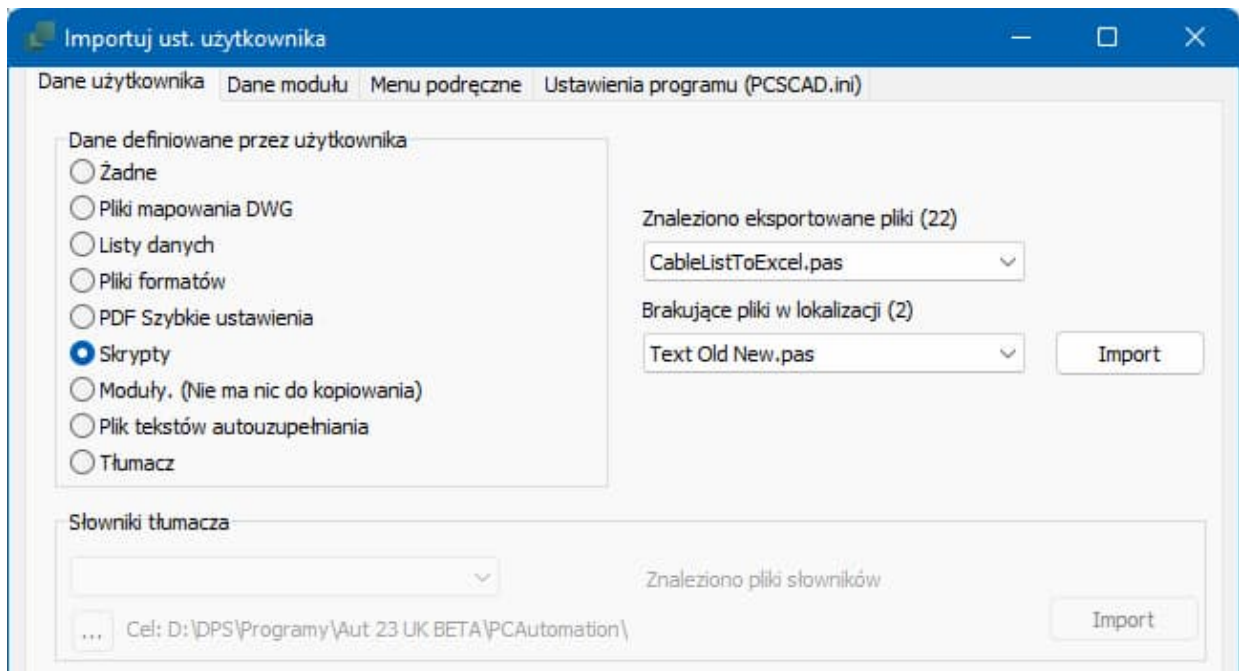 Importuj ust. użytkownika
Dane użytkownika Dane modułu Menu podręczne Ustawienia programu (PCSCAD.ini)
Dane definiowane przez użytkownika
Żadne
Pliki mapowania DWG
Listy danych
Pliki formatów
PDF Szybkie ustawienia
Skrypty
Moduły. (Nie ma nic do kopiowania)
Plik tekstów autouzupełniania
Tłumacz
Znaleziono eksportowane pliki (22)
CableListToExcel.pas
Brakujące pliki w lokalizacji (2)
Text Old New.pas Import
Słowniki tłumacza
Znaleziono pliki słowników
... Cel: D:\DPS\Programy\Aut 23 UK BETA\PCAutomation\ Import